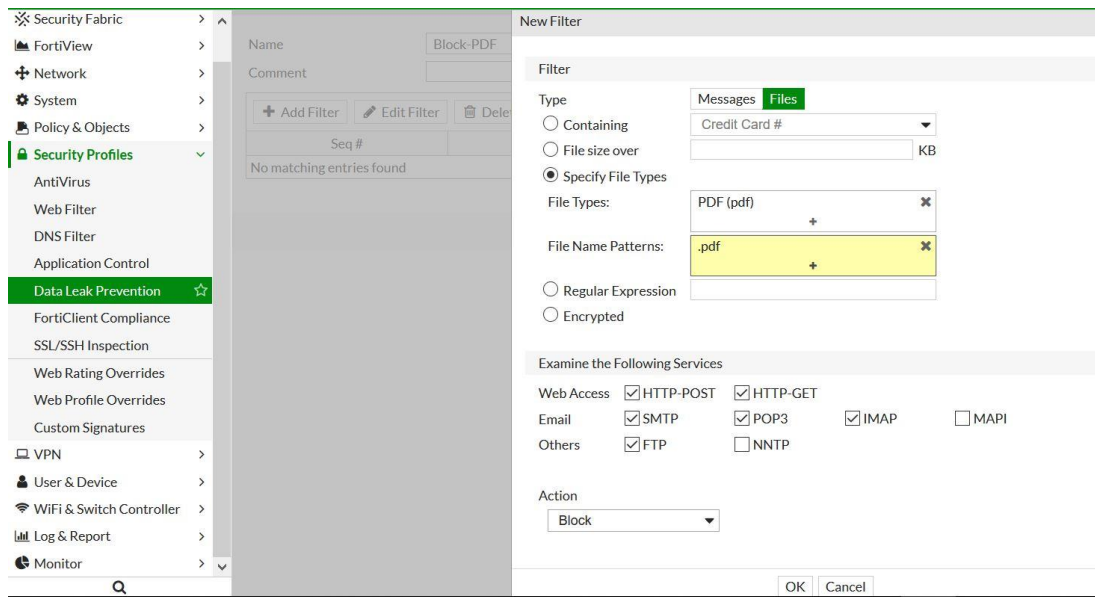 Security Fabric
FortiView
Network
System
Policy & Objects
Security Profiles
AntiVirus
Web Filter
DNS Filter
Application Control
Data Leak Prevention
FortiClient Compliance
SSL/SSH Inspection
Web Rating Overrides
Web Profile Overrides
Custom Signatures
VPN
User & Device
WiFi & Switch Controller
Log & Report
Monitor
Name Block-PDF
Comment
Add Filter Edit Filter
Seq #
No matching entries found
New Filter
Filter
Type Messages Files
Containing Credit Card #
File size over KB
Specify File Types
File Types: PDF (pdf)
File Name Patterns: .pdf
Regular Expression
Encrypted
Examine the Following Services
Web Access HTTP-POST HTTP-GET
Email SMTP POP3 IMAP MAPI
Others FTP NNTP
Action
Block
OK Cancel